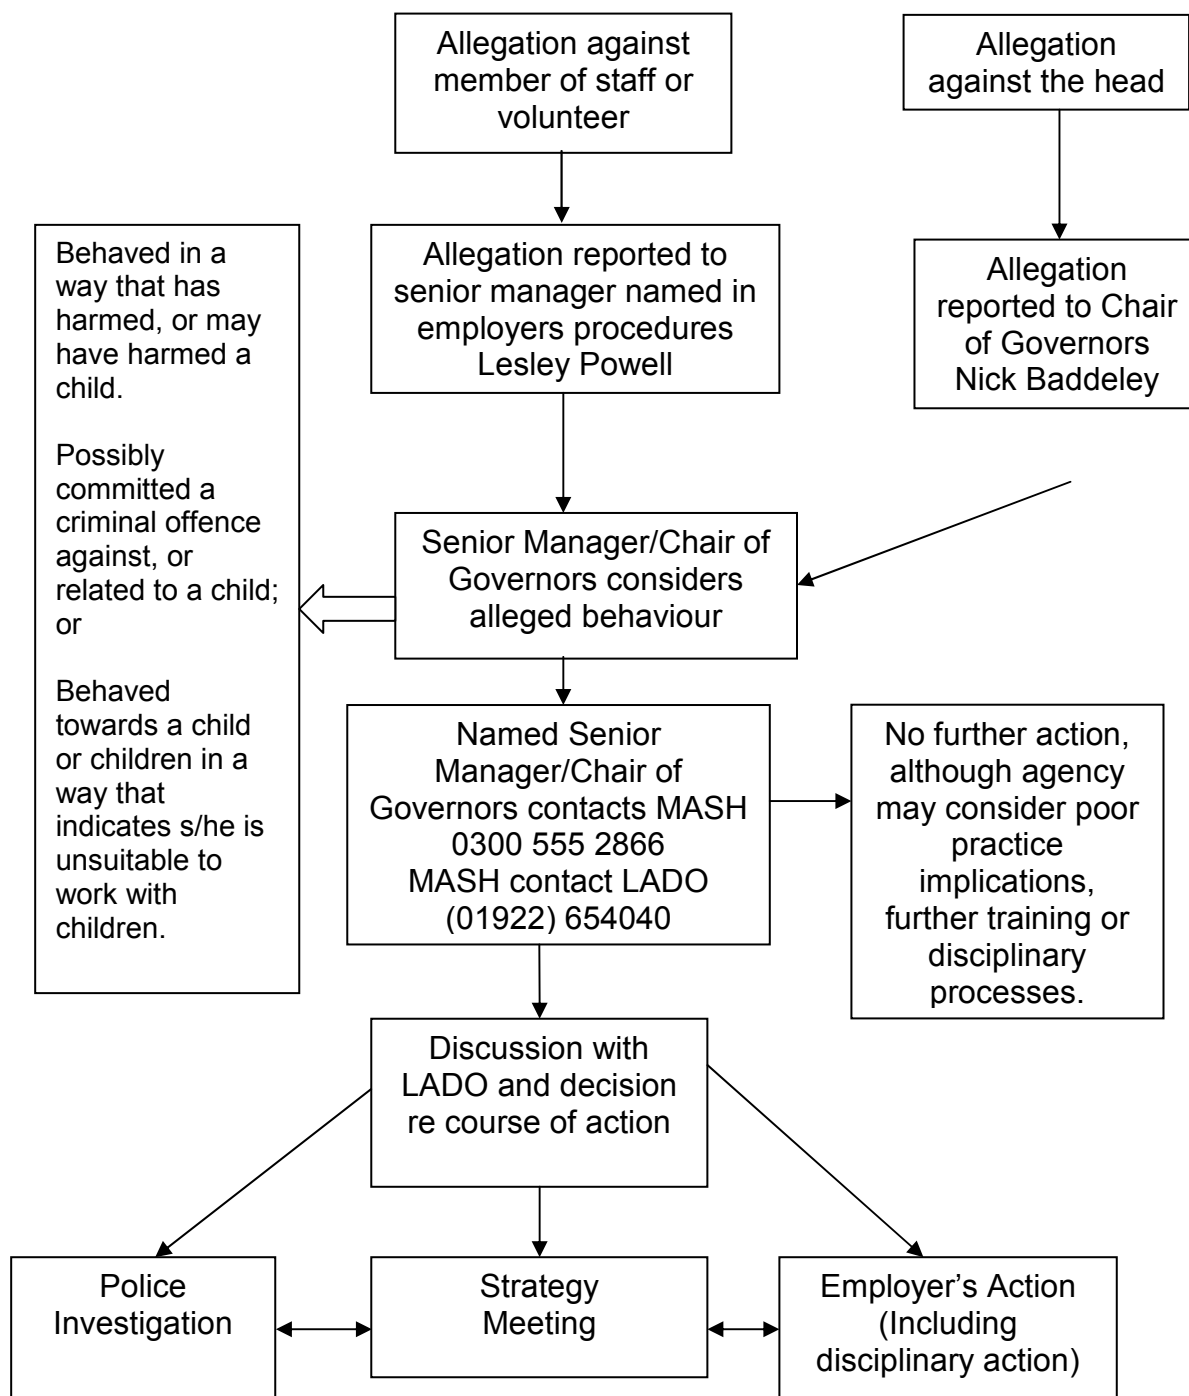 Allegation against
member of staff or
volunteer
Allegation
against the head
Behaved in a
way that has
harmed, or may
have harmed a
child.
Possibly
committed a
criminal offence
against, or
related to a child;
or
Behaved
towards a child
or children in a
way that
indicates s/he is
unsuitable to
work with
children.
Allegation reported to
senior manager named in
employers procedures
Lesley Powell
Allegation
reported to Chair
of Governors
Nick Baddeley
Senior Manager/Chair of
Governors considers
alleged behaviour
Named Senior
Manager/Chair of
Governors contacts MASH
0300 555 2866
MASH contact LADO
(01922) 654040
No further action,
although agency
may consider poor
practice
implications,
further training or
disciplinary
processes.
Discussion with
LADO and decision
re course of action
Police
Investigation
Strategy
Meeting
Employer’s Action
(Including
disciplinary action)